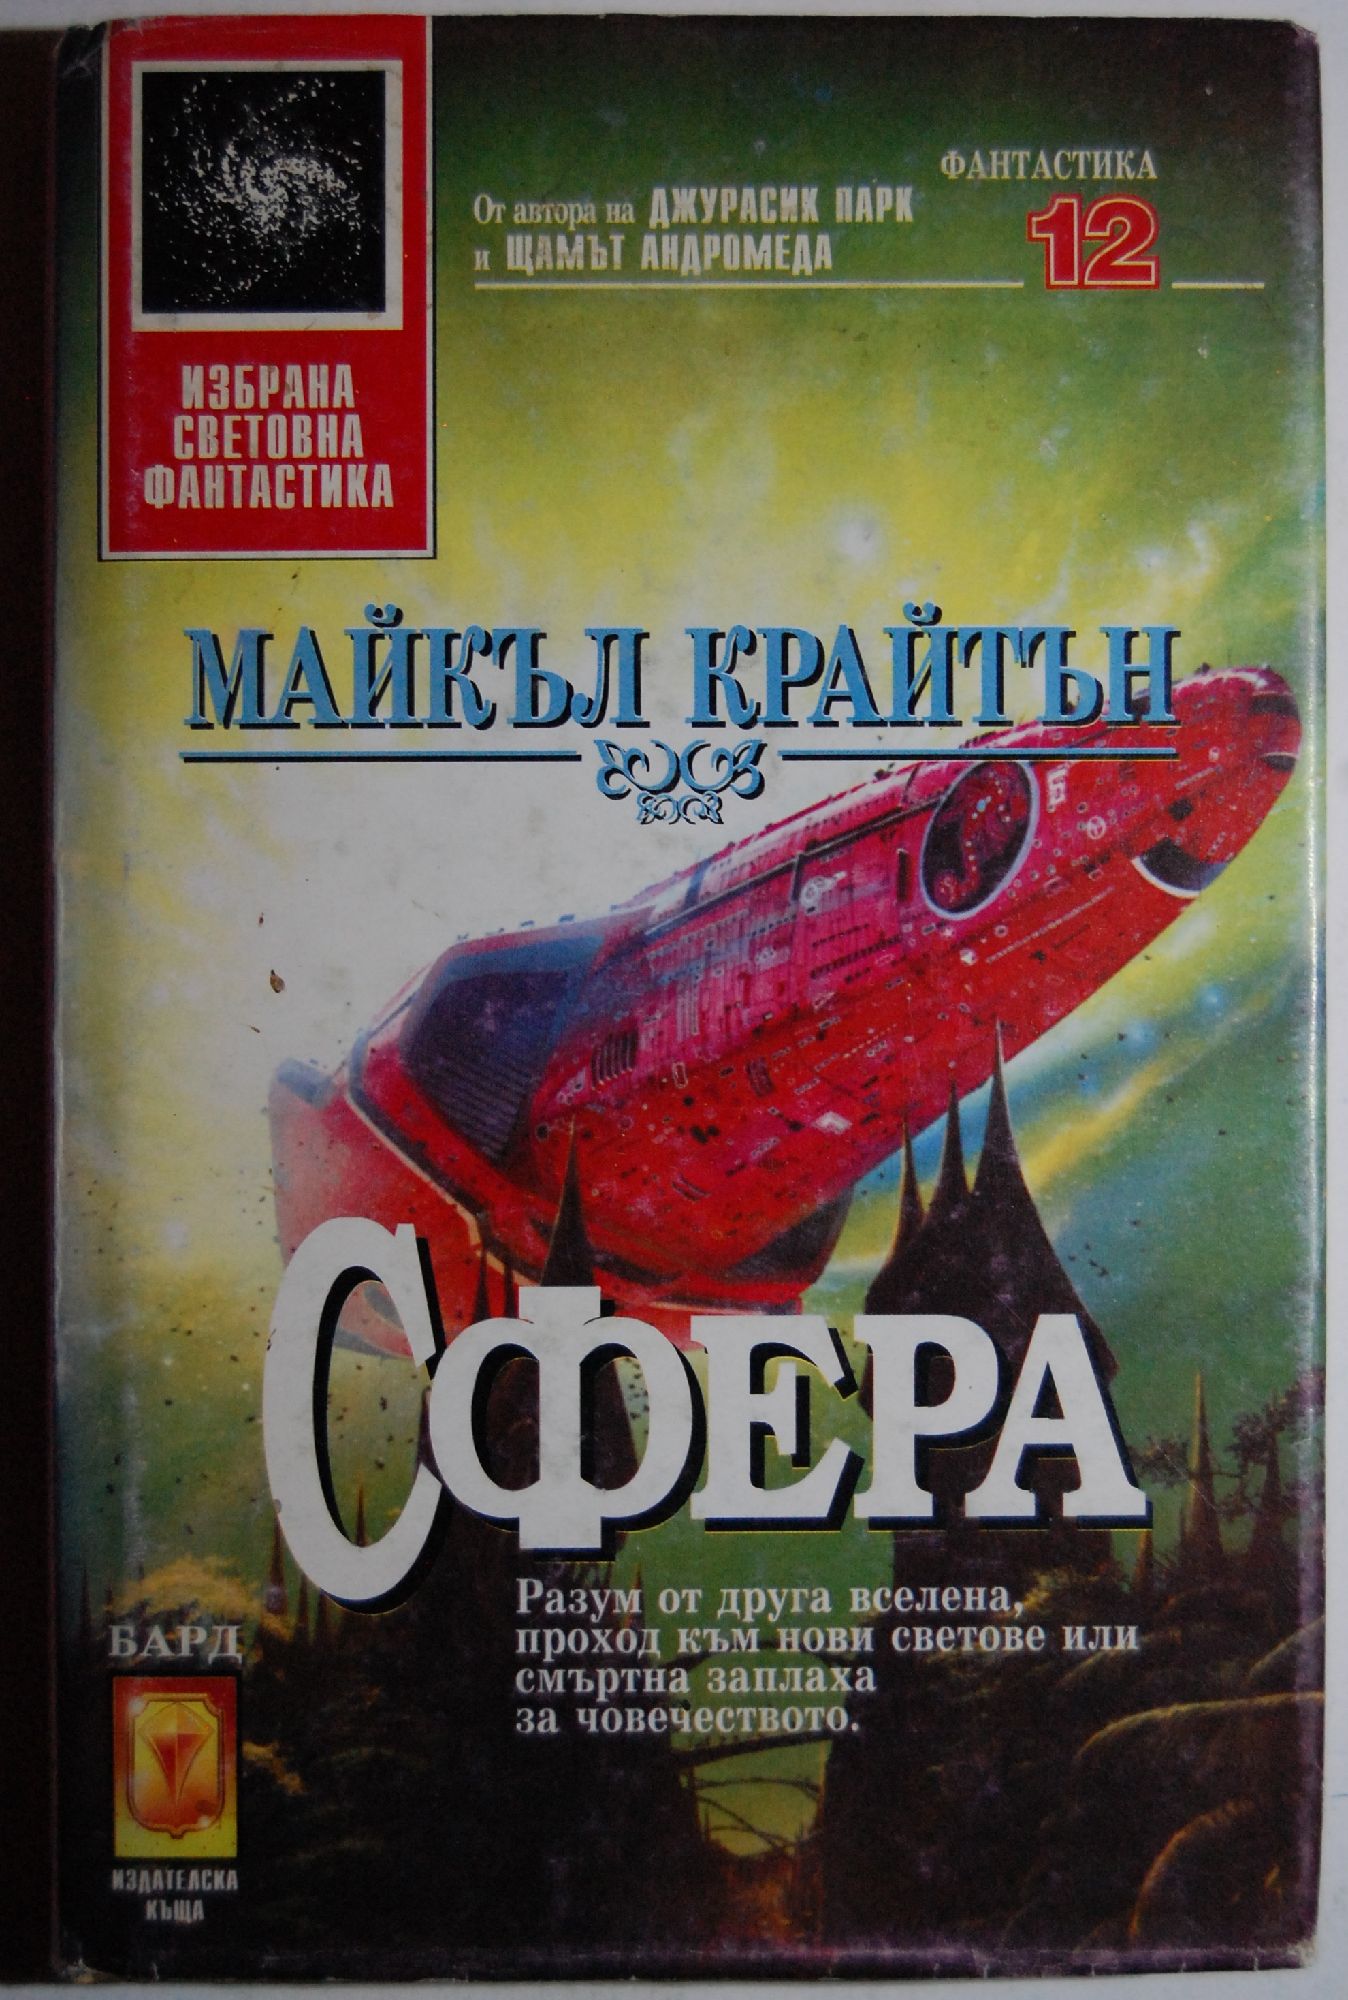 ФАНТАСТИКА
12
От автора на ДЖУРАСИК ПАРК
и ЩАМЪТ АНДРОМЕДА
ИЗБРАНА
СВЕТОВНА
ФАНТАСТИКА
МАЙКЪЛ КРАЙТЪН
СФЕРА
Разум от друга вселена,
проход към нови светове или
смъртна заплаха
за човечеството.
БАРД
ИЗДАТЕЛСКА
КЪЩА